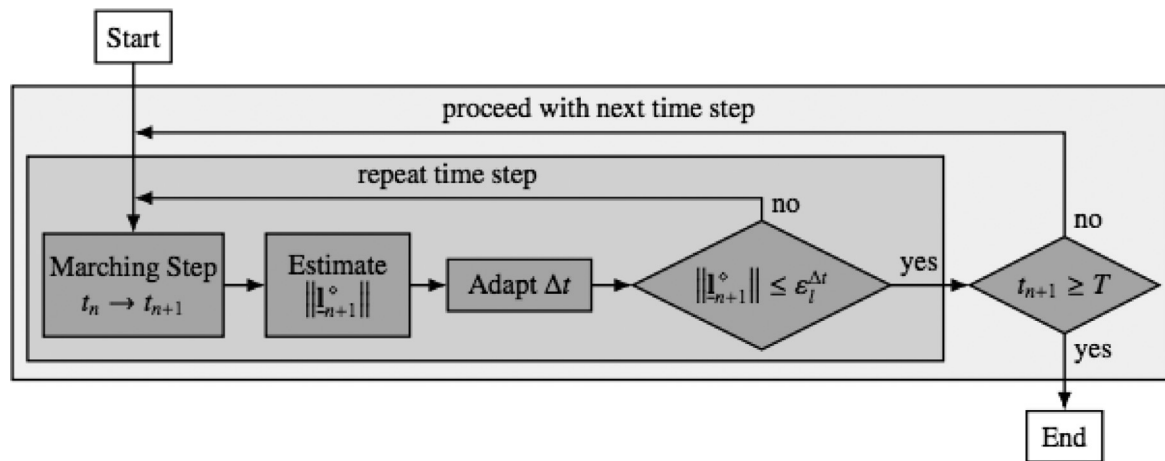 Start
proceed with next time step
repeat time step
no
no
Marching Step
tₙ → tₙ₊₁
Estimate
‖l̲°ₙ₊₁‖
Adapt Δt
‖l̲°ₙ₊₁‖ ≤ ε_l^Δt
yes
tₙ₊₁ ≥ T
yes
End